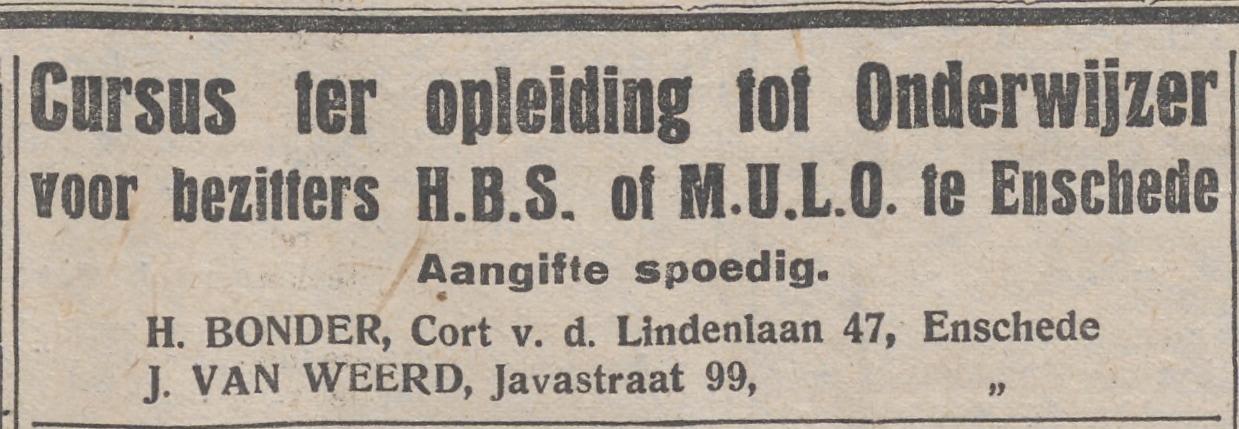 Cursus ter opleiding tot Onderwijzer
voor bezitters H.B.S. of M.U.L.O. te Enschede
Aangifte spoedig.
H. BONDER, Cort v. d. Lindenlaan 47, Enschede
J. VAN WEERD, Javastraat 99, „